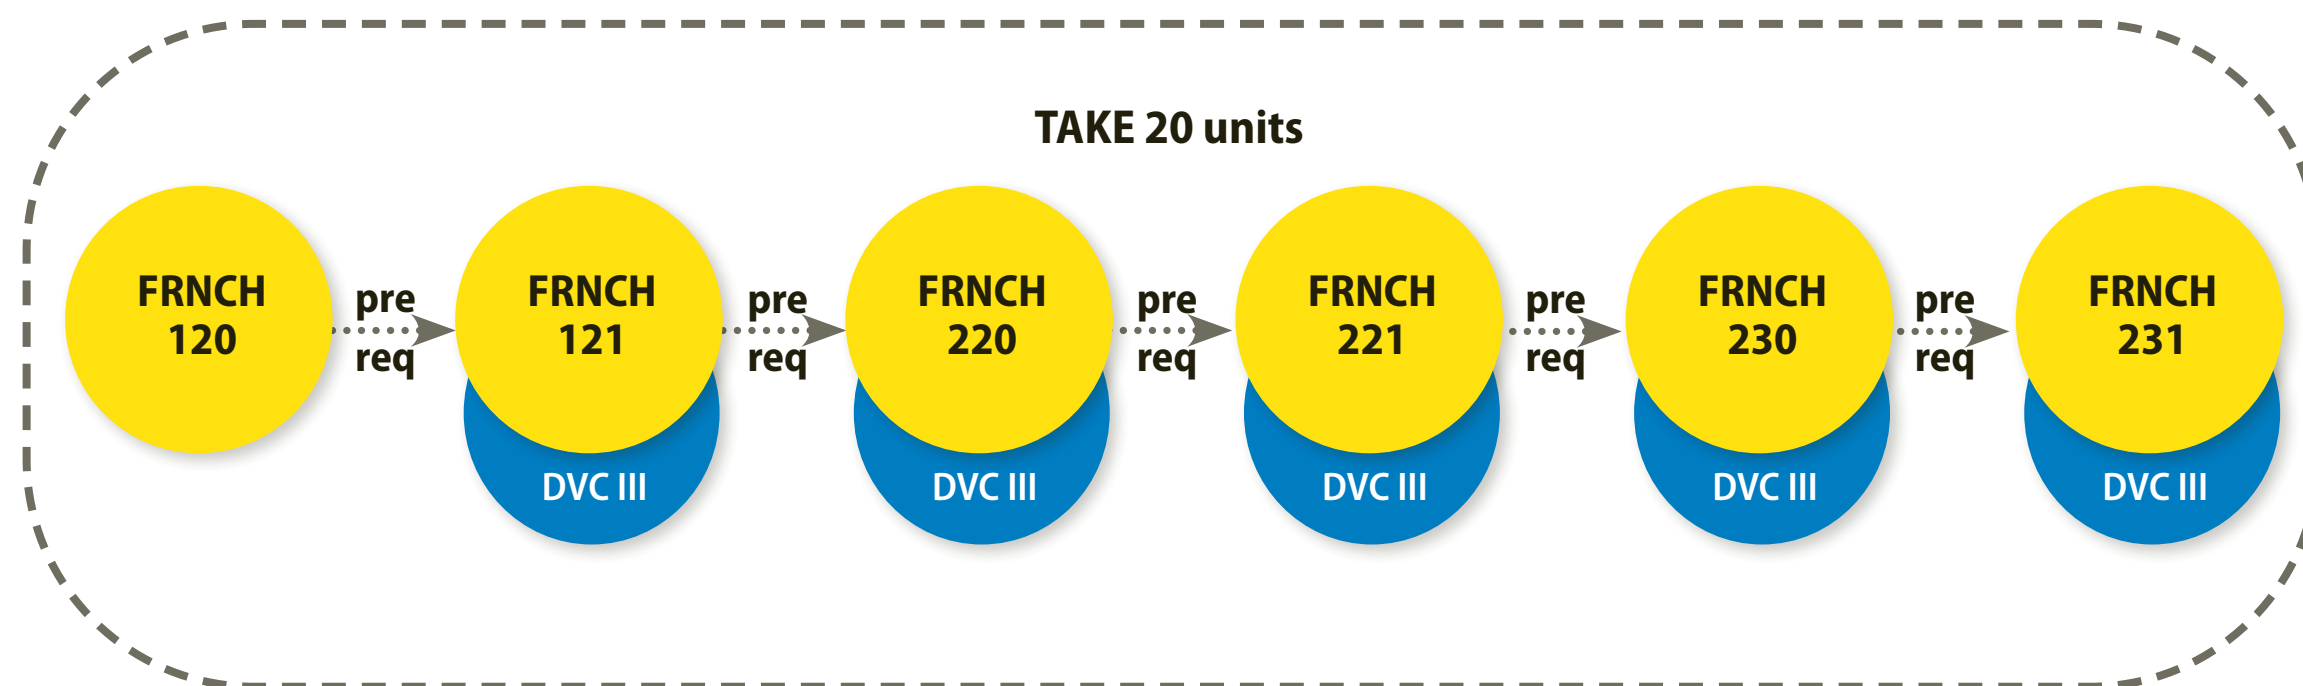 TAKE 20 units
FRNCH
120
pre
req
FRNCH
121
DVC III
pre
req
FRNCH
220
DVC III
pre
req
FRNCH
221
DVC III
pre
req
FRNCH
230
DVC III
pre
req
FRNCH
231
DVC III